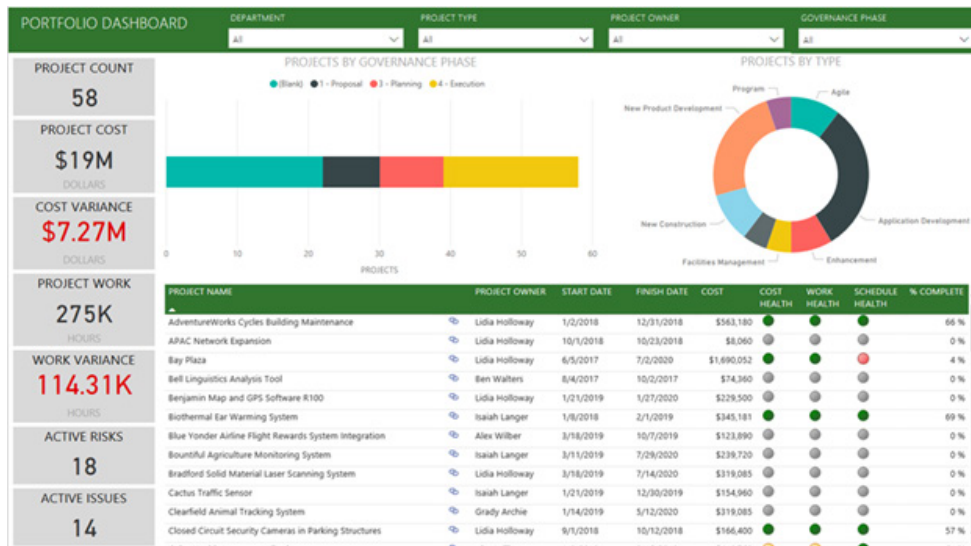 PORTFOLIO DASHBOARD
DEPARTMENT
All
PROJECT TYPE
All
PROJECT OWNER
All
GOVERNANCE PHASE
All
PROJECT COUNT
58
PROJECT COST
$19M
DOLLARS
COST VARIANCE
$7.27M
DOLLARS
PROJECT WORK
275K
HOURS
WORK VARIANCE
114.31K
HOURS
ACTIVE RISKS
18
ACTIVE ISSUES
14
PROJECTS BY GOVERNANCE PHASE
(Blank) 1 - Proposal 3 - Planning 4 - Execution
0 10 20 30 40 50 60
PROJECTS
PROJECTS BY TYPE
Program
Agile
New Product Development
Application Development
New Construction
Facilities Management
Enhancement
PROJECT NAME PROJECT OWNER START DATE FINISH DATE COST COST HEALTH WORK HEALTH SCHEDULE HEALTH % COMPLETE
AdventureWorks Cycles Building Maintenance Lidia Holloway 1/2/2018 12/31/2018 $563,180 66 %
APAC Network Expansion Lidia Holloway 10/1/2018 10/23/2018 $8,060 0 %
Bay Plaza Lidia Holloway 6/5/2017 7/2/2020 $1,690,052 4 %
Bell Linguistics Analysis Tool Ben Walters 8/4/2017 10/2/2017 $74,360 0 %
Benjamin Map and GPS Software R100 Lidia Holloway 1/21/2019 1/27/2020 $229,500 0 %
Biothermal Ear Warming System Isaiah Langer 1/8/2018 2/1/2019 $345,181 69 %
Blue Yonder Airline Flight Rewards System Integration Alex Wilber 3/18/2019 10/7/2019 $123,890 0 %
Bountiful Agriculture Monitoring System Isaiah Langer 3/11/2019 7/29/2020 $239,720 0 %
Bradford Solid Material Laser Scanning System Lidia Holloway 3/18/2019 7/14/2020 $319,085 0 %
Cactus Traffic Sensor Isaiah Langer 1/21/2019 12/30/2019 $154,960 0 %
Clearfield Animal Tracking System Grady Archie 1/14/2019 5/12/2020 $319,085 0 %
Closed Circuit Security Cameras in Parking Structures Lidia Holloway 9/1/2018 10/12/2018 $166,400 57 %